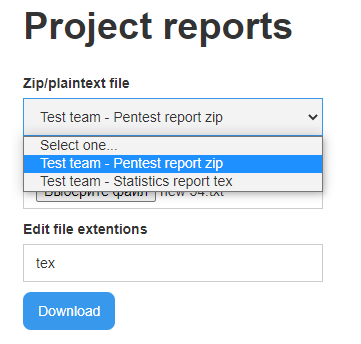 Project reports
Zip/plaintext file
Test team - Pentest report zip
Select one...
Test team - Pentest report zip
Test team - Statistics report tex
Выберите файл new 94.txt
Edit file extentions
tex
Download